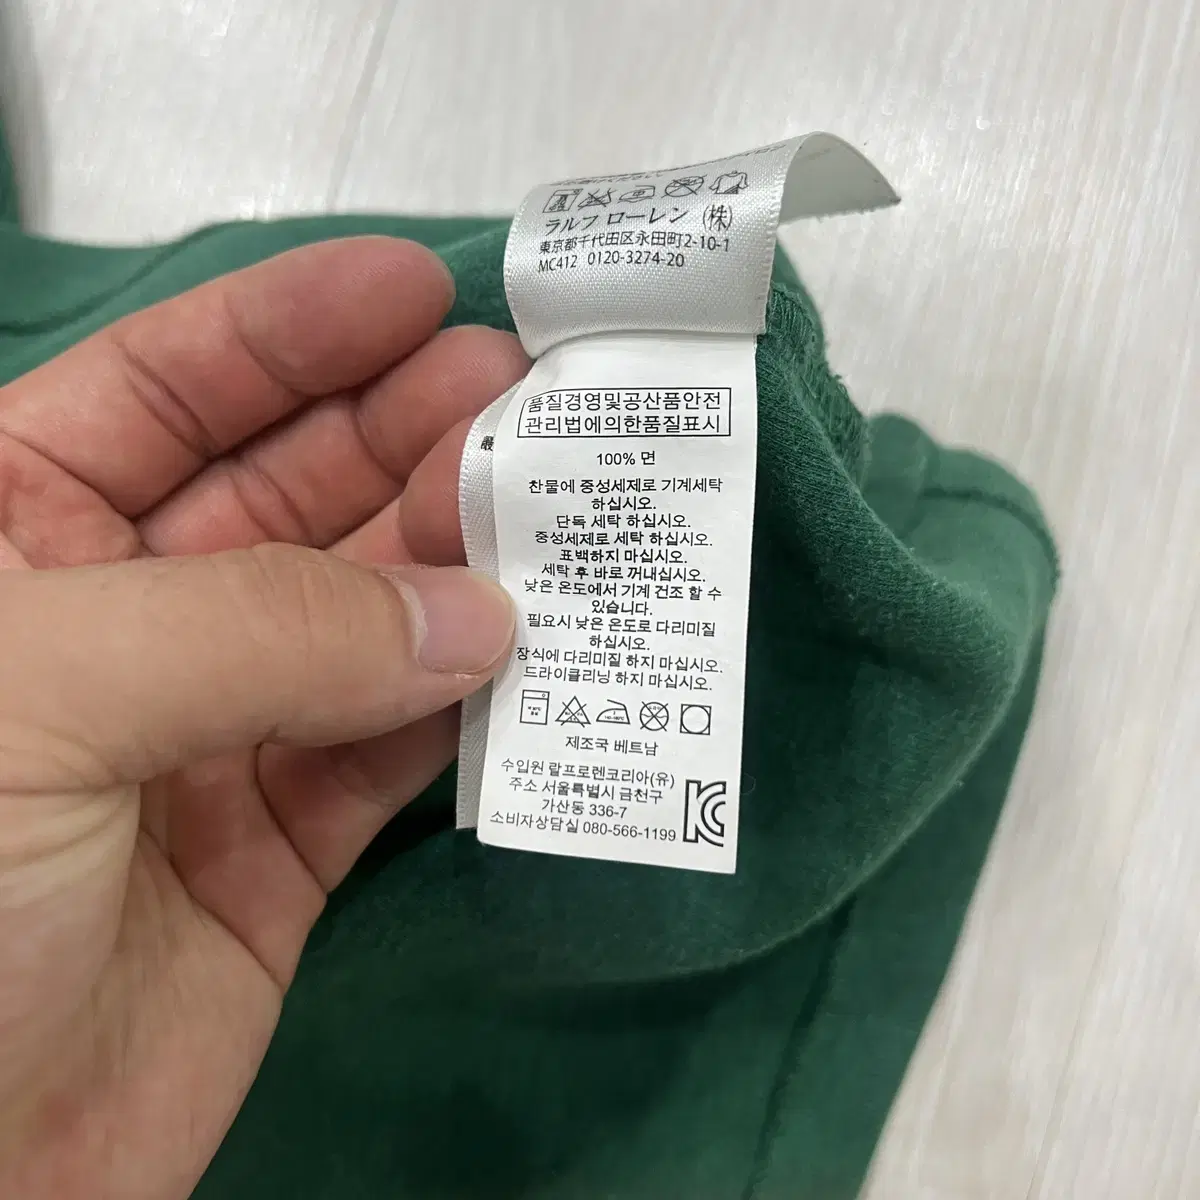 ラルフ ローレン (株)
東京都千代田区永田町2-10-1
MC412 0120-3274-20
品質경영및공산품안전
관리법에의한품질표시
100% 면
찬물에 중성세제로 기계세탁
하십시오.
단독 세탁 하십시오.
중성세제로 세탁 하십시오.
표백하지 마십시오.
세탁 후 바로 꺼내십시오.
낮은 온도에서 기계 건조 할 수
있습니다.
필요시 낮은 온도로 다리미질
하십시오.
장식에 다리미질 하지 마십시오.
드라이클리닝 하지 마십시오.
제조국 베트남
수입원 랄프로렌코리아(유)
주소 서울특별시 금천구
가산동 336-7
소비자상담실 080-566-1199